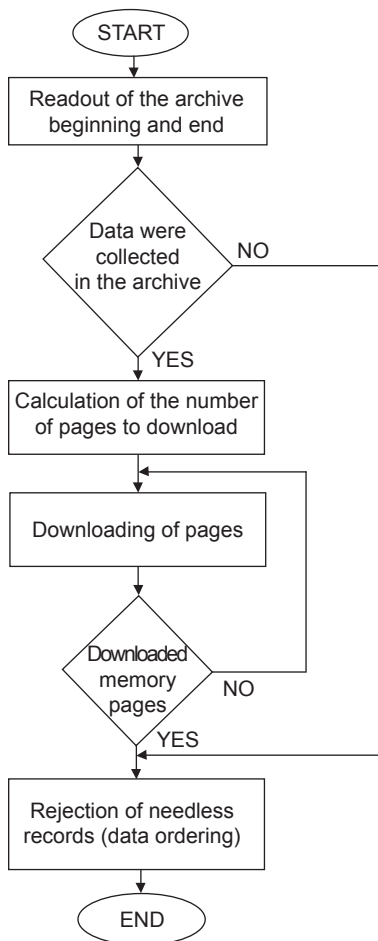 START
Readout of the archive
beginning and end
Data were
collected
in the archive
NO
YES
Calculation of the number
of pages to download
Downloading of pages
Downloaded
memory
pages
NO
YES
Rejection of needless
records (data ordering)
END